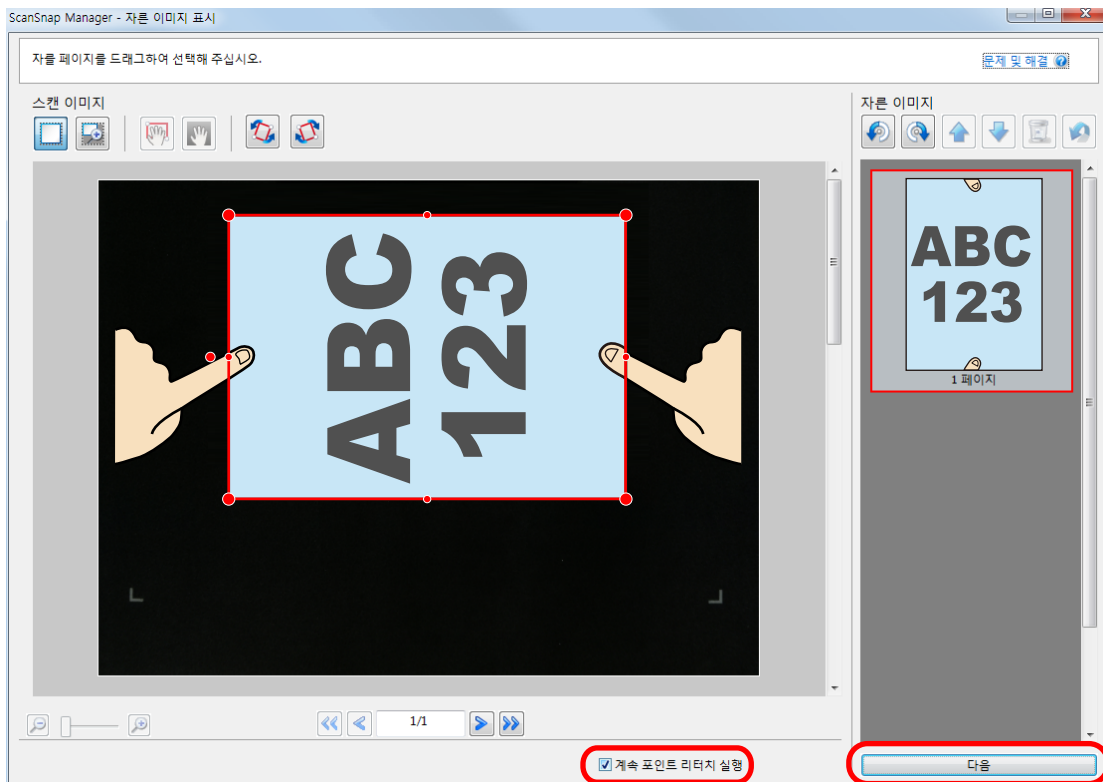 ScanSnap Manager - 자른 이미지 표시
자를 페이지를 드래그하여 선택해 주십시오.
문제 및 해결
스캔 이미지
자른 이미지
ABC
123
ABC
123
1 페이지
1/1
계속 포인트 리터치 실행
다음